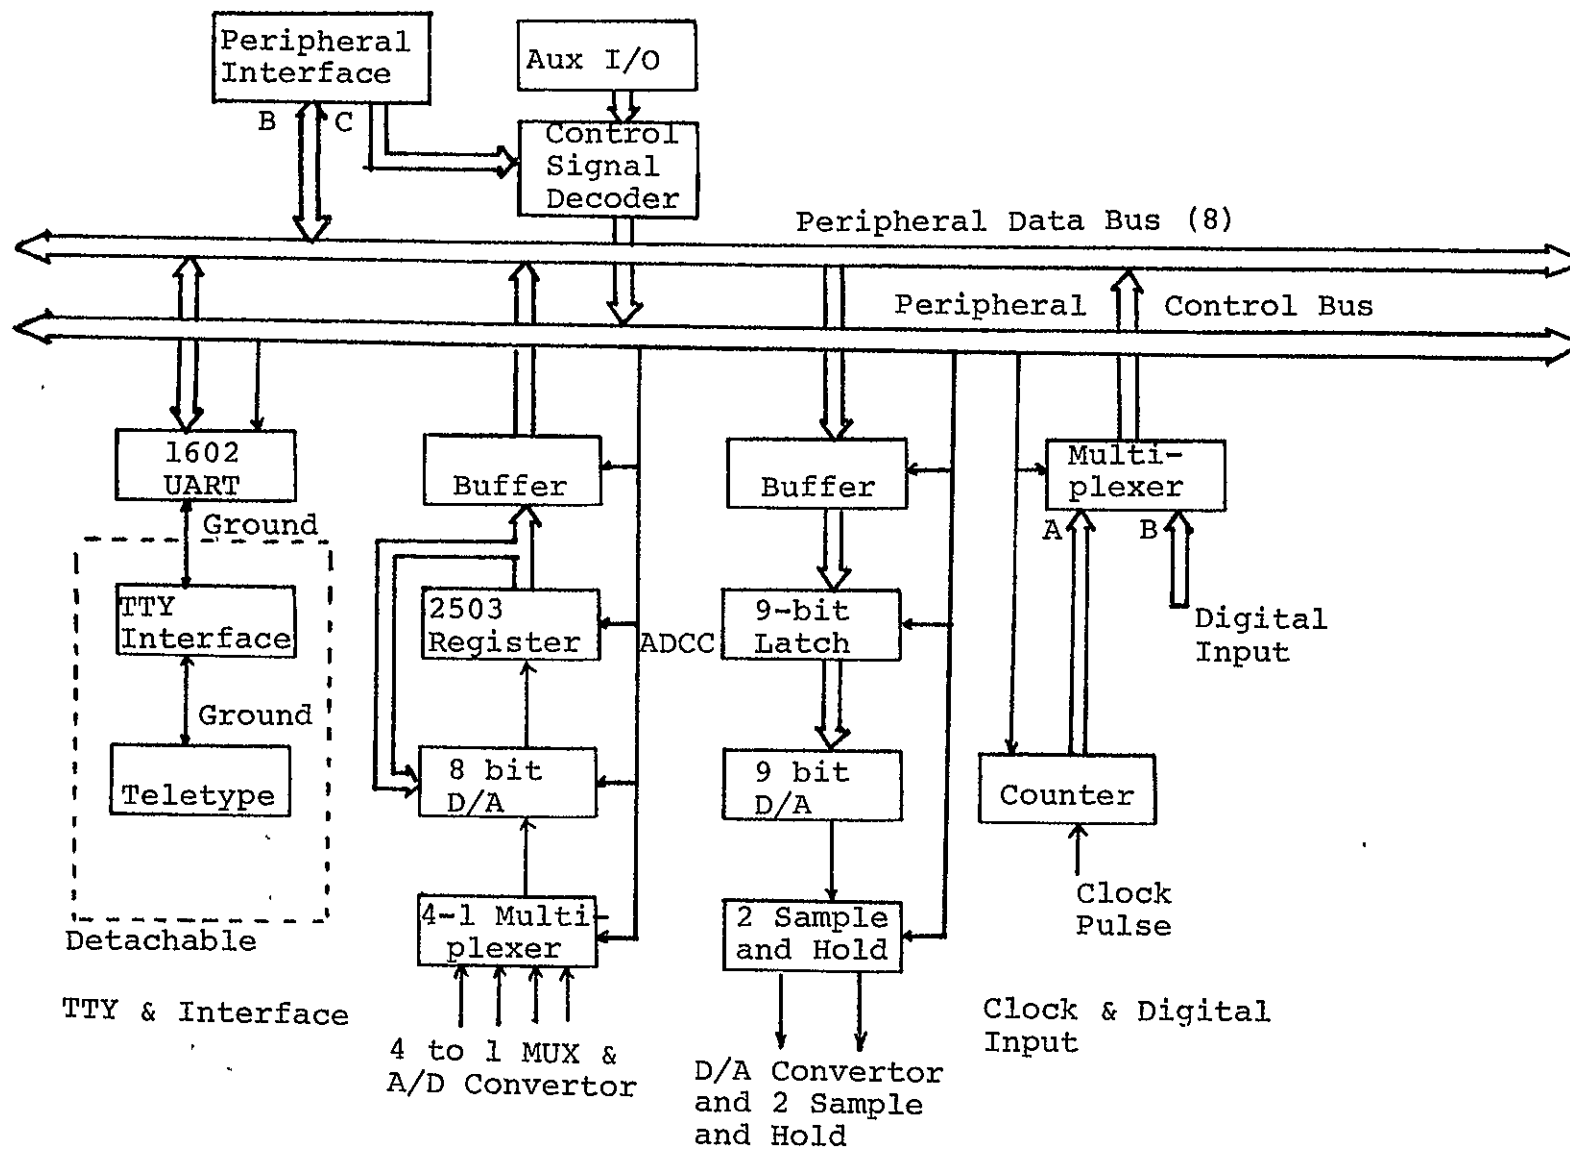 Peripheral
Interface
Aux I/O
B C
Control
Signal
Decoder
Peripheral Data Bus (8)
Peripheral Control Bus
1602
UART
Buffer
Buffer
Multi-
plexer
Ground
A B
TTY
Interface
2503
Register
ADCC
9-bit
Latch
Digital
Input
Ground
Teletype
8 bit
D/A
9 bit
D/A
Counter
Clock
Pulse
4-1 Multi-
plexer
2 Sample
and Hold
Detachable
TTY & Interface
4 to 1 MUX &
A/D Convertor
D/A Convertor
and 2 Sample
and Hold
Clock & Digital
Input